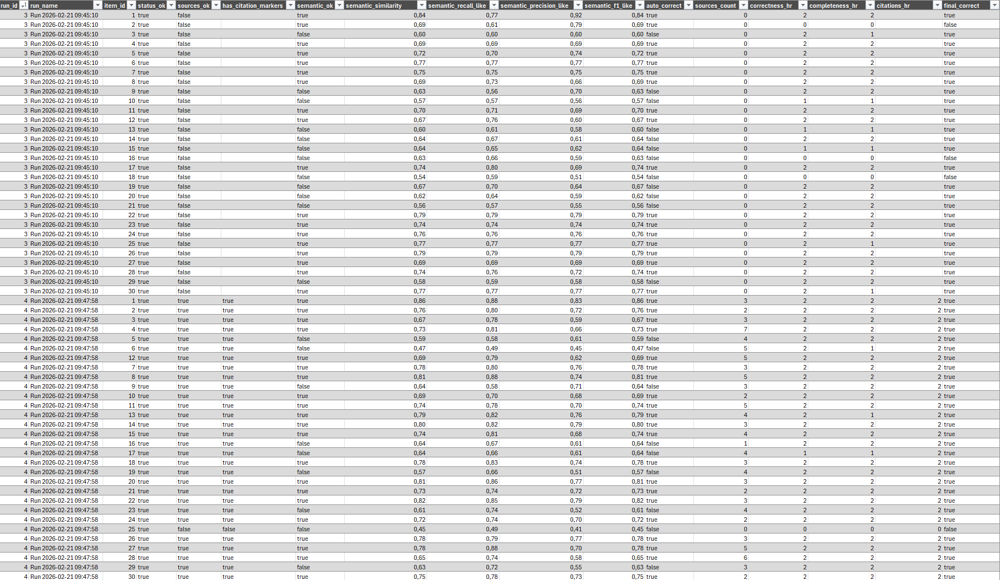 run_id run_name item_id status_ok sources_ok has_citation_markers semantic_ok semantic_similarity semantic_recall_like semantic_precision_like semantic_f1_like auto_correct sources_count correctness_hr completeness_hr citations_hr final_correct
3 Run 2026-02-21 09:45:10 1 true false true 0,84 0,77 0,92 0,84 true 0 2 2 true
3 Run 2026-02-21 09:45:10 2 true false true 0,69 0,61 0,79 0,69 true 0 0 0 false
3 Run 2026-02-21 09:45:10 3 true false false 0,60 0,60 0,60 0,60 false 0 2 1 true
3 Run 2026-02-21 09:45:10 4 true false true 0,69 0,69 0,69 0,69 true 0 2 2 true
3 Run 2026-02-21 09:45:10 5 true false true 0,72 0,70 0,74 0,72 true 0 2 2 true
3 Run 2026-02-21 09:45:10 6 true false true 0,77 0,77 0,77 0,77 true 0 2 2 true
3 Run 2026-02-21 09:45:10 7 true false true 0,75 0,75 0,75 0,75 true 0 2 2 true
3 Run 2026-02-21 09:45:10 8 true false true 0,69 0,73 0,66 0,69 true 0 2 2 true
3 Run 2026-02-21 09:45:10 9 true false false 0,63 0,56 0,70 0,63 false 0 2 2 true
3 Run 2026-02-21 09:45:10 10 true false false 0,57 0,57 0,56 0,57 false 0 1 1 true
3 Run 2026-02-21 09:45:10 11 true false true 0,70 0,71 0,69 0,70 true 0 2 2 true
3 Run 2026-02-21 09:45:10 12 true false true 0,67 0,76 0,60 0,67 true 0 2 2 true
3 Run 2026-02-21 09:45:10 13 true false false 0,60 0,61 0,58 0,60 false 0 1 1 true
3 Run 2026-02-21 09:45:10 14 true false false 0,64 0,67 0,61 0,64 false 0 2 2 true
3 Run 2026-02-21 09:45:10 15 true false false 0,64 0,65 0,62 0,64 false 0 1 1 true
3 Run 2026-02-21 09:45:10 16 true false false 0,63 0,66 0,59 0,63 false 0 0 0 false
3 Run 2026-02-21 09:45:10 17 true false true 0,74 0,80 0,69 0,74 true 0 2 2 true
3 Run 2026-02-21 09:45:10 18 true false false 0,54 0,59 0,51 0,54 false 0 0 0 false
3 Run 2026-02-21 09:45:10 19 true false false 0,67 0,70 0,64 0,67 false 0 2 2 true
3 Run 2026-02-21 09:45:10 20 true false false 0,62 0,64 0,59 0,62 false 0 2 2 true
3 Run 2026-02-21 09:45:10 21 true false false 0,56 0,57 0,55 0,56 false 0 2 2 true
3 Run 2026-02-21 09:45:10 22 true false true 0,79 0,79 0,79 0,79 true 0 2 2 true
3 Run 2026-02-21 09:45:10 23 true false true 0,74 0,74 0,74 0,74 true 0 2 2 true
3 Run 2026-02-21 09:45:10 24 true false true 0,76 0,76 0,76 0,76 true 0 2 2 true
3 Run 2026-02-21 09:45:10 25 true false true 0,77 0,77 0,77 0,77 true 0 2 1 true
3 Run 2026-02-21 09:45:10 26 true false true 0,79 0,79 0,79 0,79 true 0 2 2 true
3 Run 2026-02-21 09:45:10 27 true false true 0,69 0,69 0,69 0,69 true 0 2 2 true
3 Run 2026-02-21 09:45:10 28 true false true 0,74 0,76 0,72 0,74 true 0 2 2 true
3 Run 2026-02-21 09:45:10 29 true false false 0,58 0,59 0,58 0,58 false 0 2 2 true
3 Run 2026-02-21 09:45:10 30 true false true 0,77 0,77 0,77 0,77 true 0 2 1 true
4 Run 2026-02-21 09:47:58 1 true true true true 0,86 0,88 0,83 0,86 true 3 2 2 2 true
4 Run 2026-02-21 09:47:58 2 true true true true 0,76 0,80 0,72 0,76 true 2 2 2 2 true
4 Run 2026-02-21 09:47:58 3 true true true true 0,67 0,78 0,59 0,67 true 3 2 2 2 true
4 Run 2026-02-21 09:47:58 4 true true true true 0,73 0,81 0,66 0,73 true 7 2 2 2 true
4 Run 2026-02-21 09:47:58 5 true true true false 0,59 0,58 0,61 0,59 false 4 2 2 2 true
4 Run 2026-02-21 09:47:58 6 true true true false 0,47 0,49 0,45 0,47 false 5 2 1 2 true
4 Run 2026-02-21 09:47:58 12 true true true true 0,69 0,79 0,62 0,69 true 5 2 2 2 true
4 Run 2026-02-21 09:47:58 7 true true true true 0,78 0,80 0,76 0,78 true 3 2 2 2 true
4 Run 2026-02-21 09:47:58 8 true true true true 0,81 0,88 0,74 0,81 true 5 2 2 2 true
4 Run 2026-02-21 09:47:58 9 true true true false 0,64 0,58 0,71 0,64 false 3 2 2 2 true
4 Run 2026-02-21 09:47:58 10 true true true true 0,69 0,70 0,68 0,69 true 2 2 2 2 true
4 Run 2026-02-21 09:47:58 11 true true true true 0,74 0,78 0,70 0,74 true 5 2 2 2 true
4 Run 2026-02-21 09:47:58 13 true true true true 0,79 0,82 0,76 0,79 true 4 2 1 2 true
4 Run 2026-02-21 09:47:58 14 true true true true 0,80 0,82 0,79 0,80 true 3 2 2 2 true
4 Run 2026-02-21 09:47:58 15 true true true true 0,74 0,81 0,68 0,74 true 4 2 2 2 true
4 Run 2026-02-21 09:47:58 16 true true true false 0,64 0,67 0,61 0,64 false 1 2 2 2 true
4 Run 2026-02-21 09:47:58 17 true true true false 0,64 0,66 0,61 0,64 false 4 1 1 2 true
4 Run 2026-02-21 09:47:58 18 true true true true 0,78 0,83 0,74 0,78 true 3 2 2 2 true
4 Run 2026-02-21 09:47:58 19 true true true false 0,57 0,66 0,51 0,57 false 4 2 2 2 true
4 Run 2026-02-21 09:47:58 20 true true true true 0,81 0,86 0,77 0,81 true 3 2 2 2 true
4 Run 2026-02-21 09:47:58 21 true true true true 0,73 0,74 0,72 0,73 true 2 2 2 2 true
4 Run 2026-02-21 09:47:58 22 true true true true 0,82 0,85 0,79 0,82 true 3 2 2 2 true
4 Run 2026-02-21 09:47:58 23 true true true false 0,61 0,74 0,52 0,61 false 4 2 2 2 true
4 Run 2026-02-21 09:47:58 24 true true true true 0,72 0,74 0,70 0,72 true 2 2 2 2 true
4 Run 2026-02-21 09:47:58 25 true false false false 0,45 0,49 0,41 0,45 false 0 0 0 0 false
4 Run 2026-02-21 09:47:58 26 true true true true 0,78 0,79 0,77 0,78 true 3 2 2 2 true
4 Run 2026-02-21 09:47:58 27 true true true true 0,78 0,88 0,70 0,78 true 5 2 2 2 true
4 Run 2026-02-21 09:47:58 28 true true true true 0,65 0,74 0,58 0,65 true 6 2 2 2 true
4 Run 2026-02-21 09:47:58 29 true true true false 0,63 0,72 0,55 0,63 false 3 2 2 2 true
4 Run 2026-02-21 09:47:58 30 true true true true 0,75 0,78 0,73 0,75 true 2 2 2 2 true